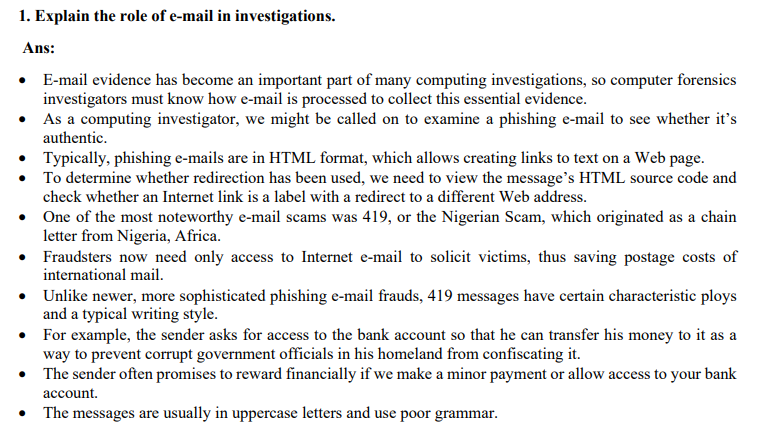 1. Explain the role of e-mail in investigations.
Ans:
• E-mail evidence has become an important part of many computing investigations, so computer forensics
investigators must know how e-mail is processed to collect this essential evidence.
• As a computing investigator, we might be called on to examine a phishing e-mail to see whether it's
authentic.
• Typically, phishing e-mails are in HTML format, which allows creating links to text on a Web page.
• To determine whether redirection has been used, we need to view the message's HTML source code and
check whether an Internet link is a label with a redirect to a different Web address.
• One of the most noteworthy e-mail scams was 419, or the Nigerian Scam, which originated as a chain
letter from Nigeria, Africa.
• Fraudsters now need only access to Internet e-mail to solicit victims, thus saving postage costs of
international mail.
• Unlike newer, more sophisticated phishing e-mail frauds, 419 messages have certain characteristic ploys
and a typical writing style.
• For example, the sender asks for access to the bank account so that he can transfer his money to it as a
way to prevent corrupt government officials in his homeland from confiscating it.
• The sender often promises to reward financially if we make a minor payment or allow access to your bank
account.
• The messages are usually in uppercase letters and use poor grammar.